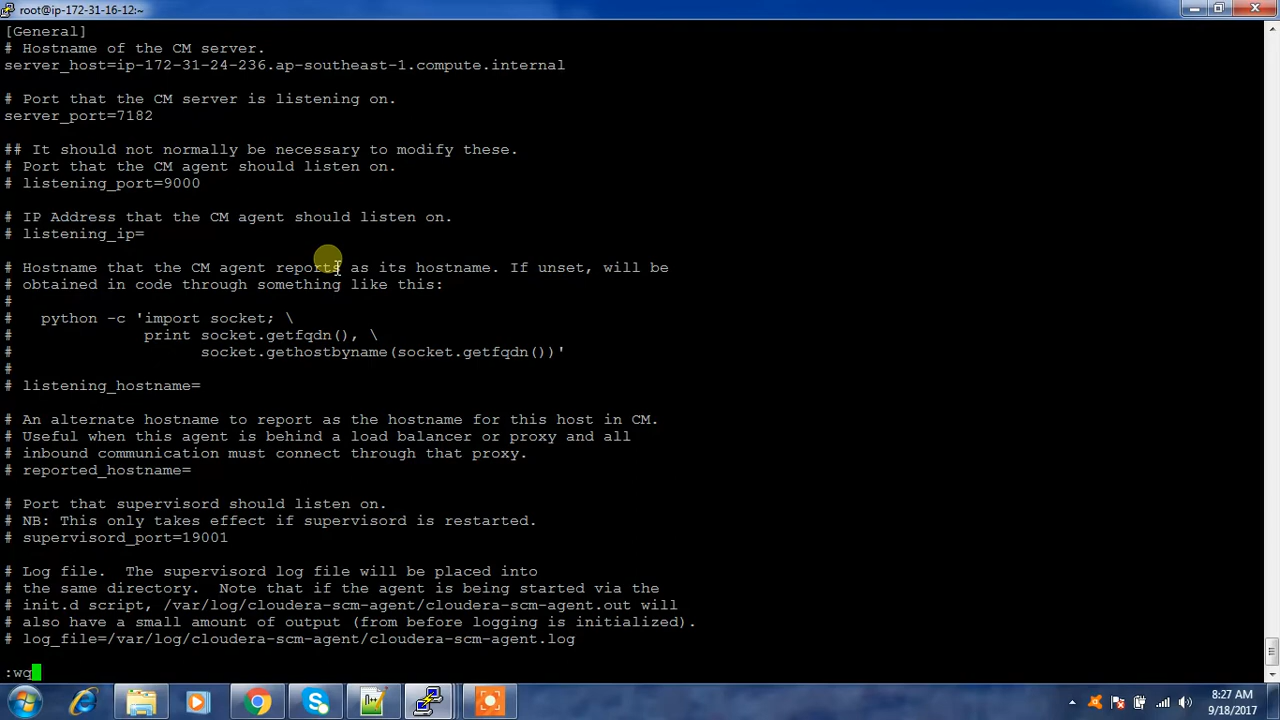 root@ip-172-31-16-12:~
[General]
# Hostname of the CM server.
server_host=ip-172-31-24-236.ap-southeast-1.compute.internal
# Port that the CM server is listening on.
server_port=7182
## It should not normally be necessary to modify these.
# Port that the CM agent should listen on.
# listening_port=9000
# IP Address that the CM agent should listen on.
# listening_ip=
# Hostname that the CM agent reports as its hostname. If unset, will be
# obtained in code through something like this:
#
#   python -c 'import socket; \
#              print socket.getfqdn(), \
#                    socket.gethostbyname(socket.getfqdn())'
#
# listening_hostname=
# An alternate hostname to report as the hostname for this host in CM.
# Useful when this agent is behind a load balancer or proxy and all
# inbound communication must connect through that proxy.
# reported_hostname=
# Port that supervisord should listen on.
# NB: This only takes effect if supervisord is restarted.
# supervisord_port=19001
# Log file.  The supervisord log file will be placed into
# the same directory.  Note that if the agent is being started via the
# init.d script, /var/log/cloudera-scm-agent/cloudera-scm-agent.out will
# also have a small amount of output (from before logging is initialized).
# log_file=/var/log/cloudera-scm-agent/cloudera-scm-agent.log
:wq
8:27 AM
9/18/2017